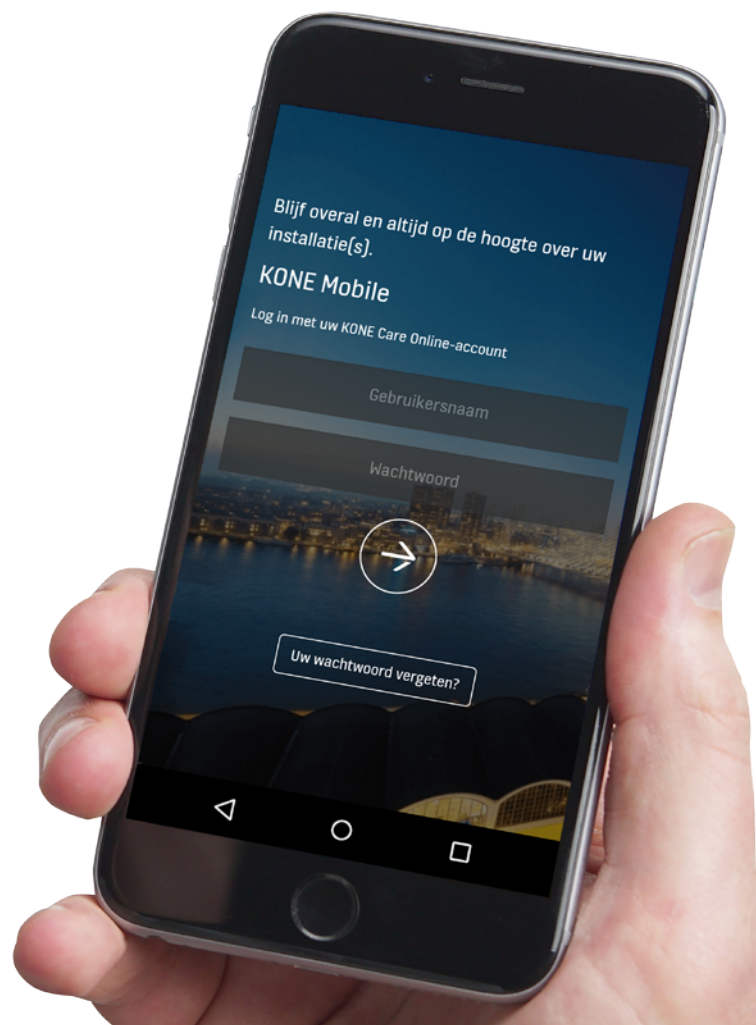 Blijf overal en altijd op de hoogte over uw
installatie(s).
KONE Mobile
Log in met uw KONE Care Online-account
Gebruikersnaam
Wachtwoord
Uw wachtwoord vergeten?